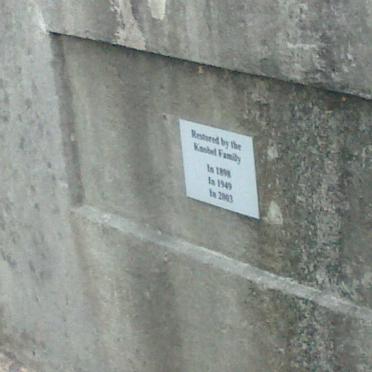 Restored by the
Knobel Family
In 1898
In 1949
In 2003